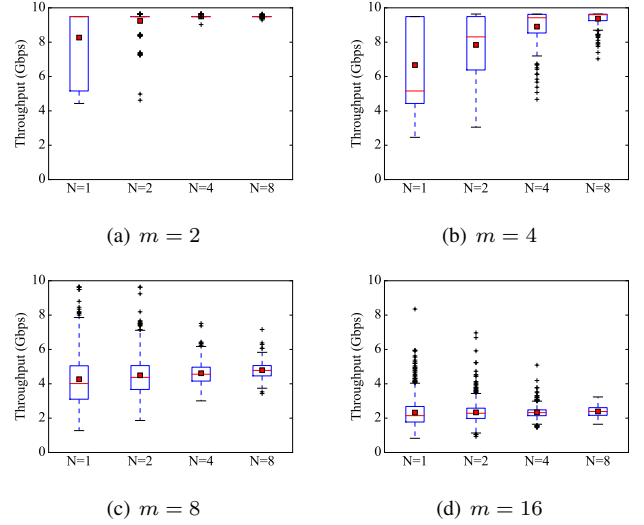 10
8
6
4
2
0
Throughput (Gbps)
N=1 N=2 N=4 N=8
(a) m = 2
10
8
6
4
2
0
Throughput (Gbps)
N=1 N=2 N=4 N=8
(b) m = 4
10
8
6
4
2
0
Throughput (Gbps)
N=1 N=2 N=4 N=8
(c) m = 8
10
8
6
4
2
0
Throughput (Gbps)
N=1 N=2 N=4 N=8
(d) m = 16